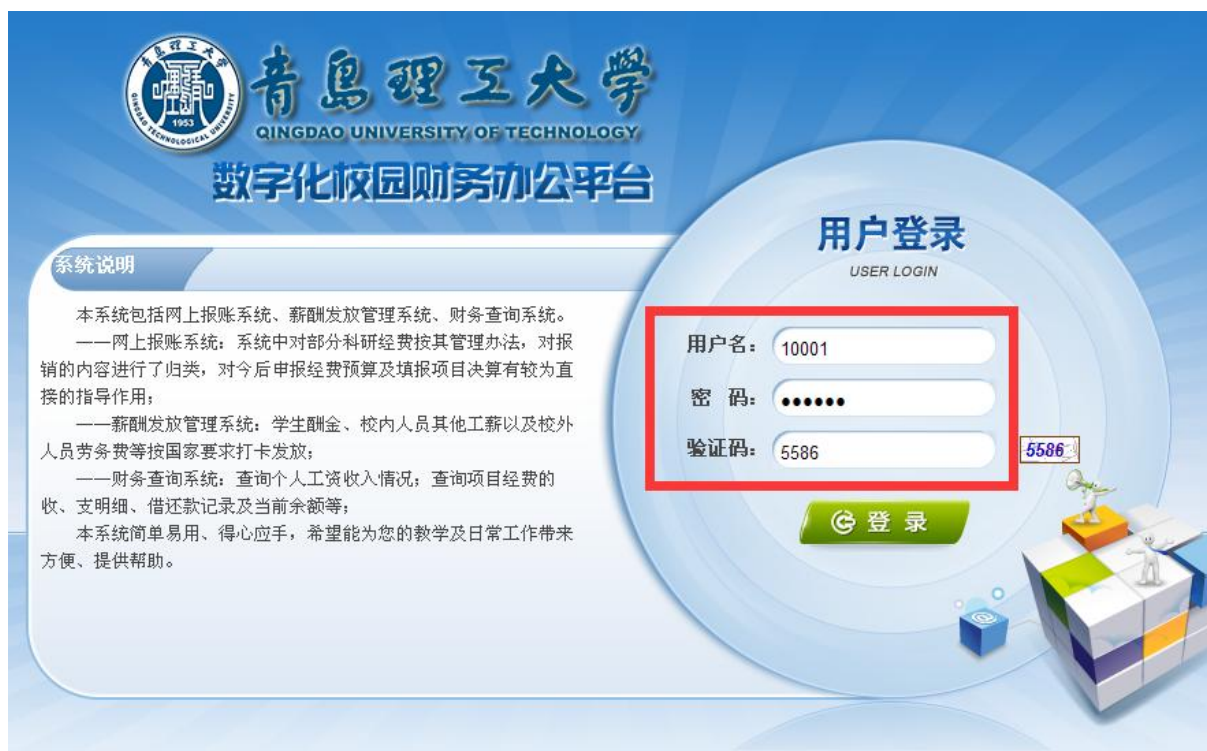 青岛理工大学
QINGDAO TECHNOLOGICAL UNIVERSITY
1953
青島理工大學
QINGDAO UNIVERSITY OF TECHNOLOGY
数字化校园财务办公平台
系统说明
本系统包括网上报账系统、薪酬发放管理系统、财务查询系统。
——网上报账系统：系统中对部分科研经费按其管理办法，对报
销的内容进行了归类，对今后申报经费预算及填报项目决算有较为直
接的指导作用；
——薪酬发放管理系统：学生酬金、校内人员其他工薪以及校外
人员劳务费等按国家要求打卡发放；
——财务查询系统：查询个人工资收入情况；查询项目经费的
收、支明细、借还款记录及当前余额等；
本系统简单易用、得心应手，希望能为您的教学及日常工作带来
方便、提供帮助。
用户登录
USER LOGIN
用户名： 10001
密 码： ●●●●●●
验证码： 5586 5586
登 录
@